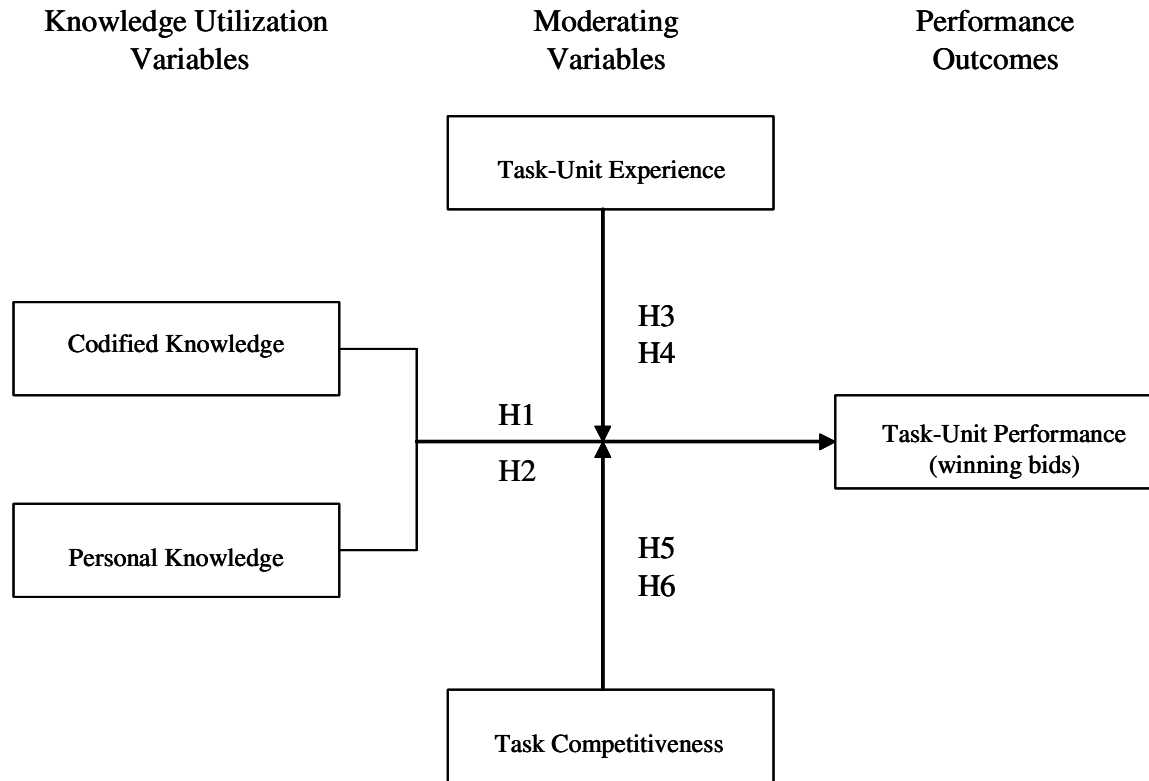 Knowledge Utilization
Variables
Moderating
Variables
Performance
Outcomes
Task-Unit Experience
H3
H4
Codified Knowledge
H1
H2
Task-Unit Performance
(winning bids)
Personal Knowledge
H5
H6
Task Competitiveness